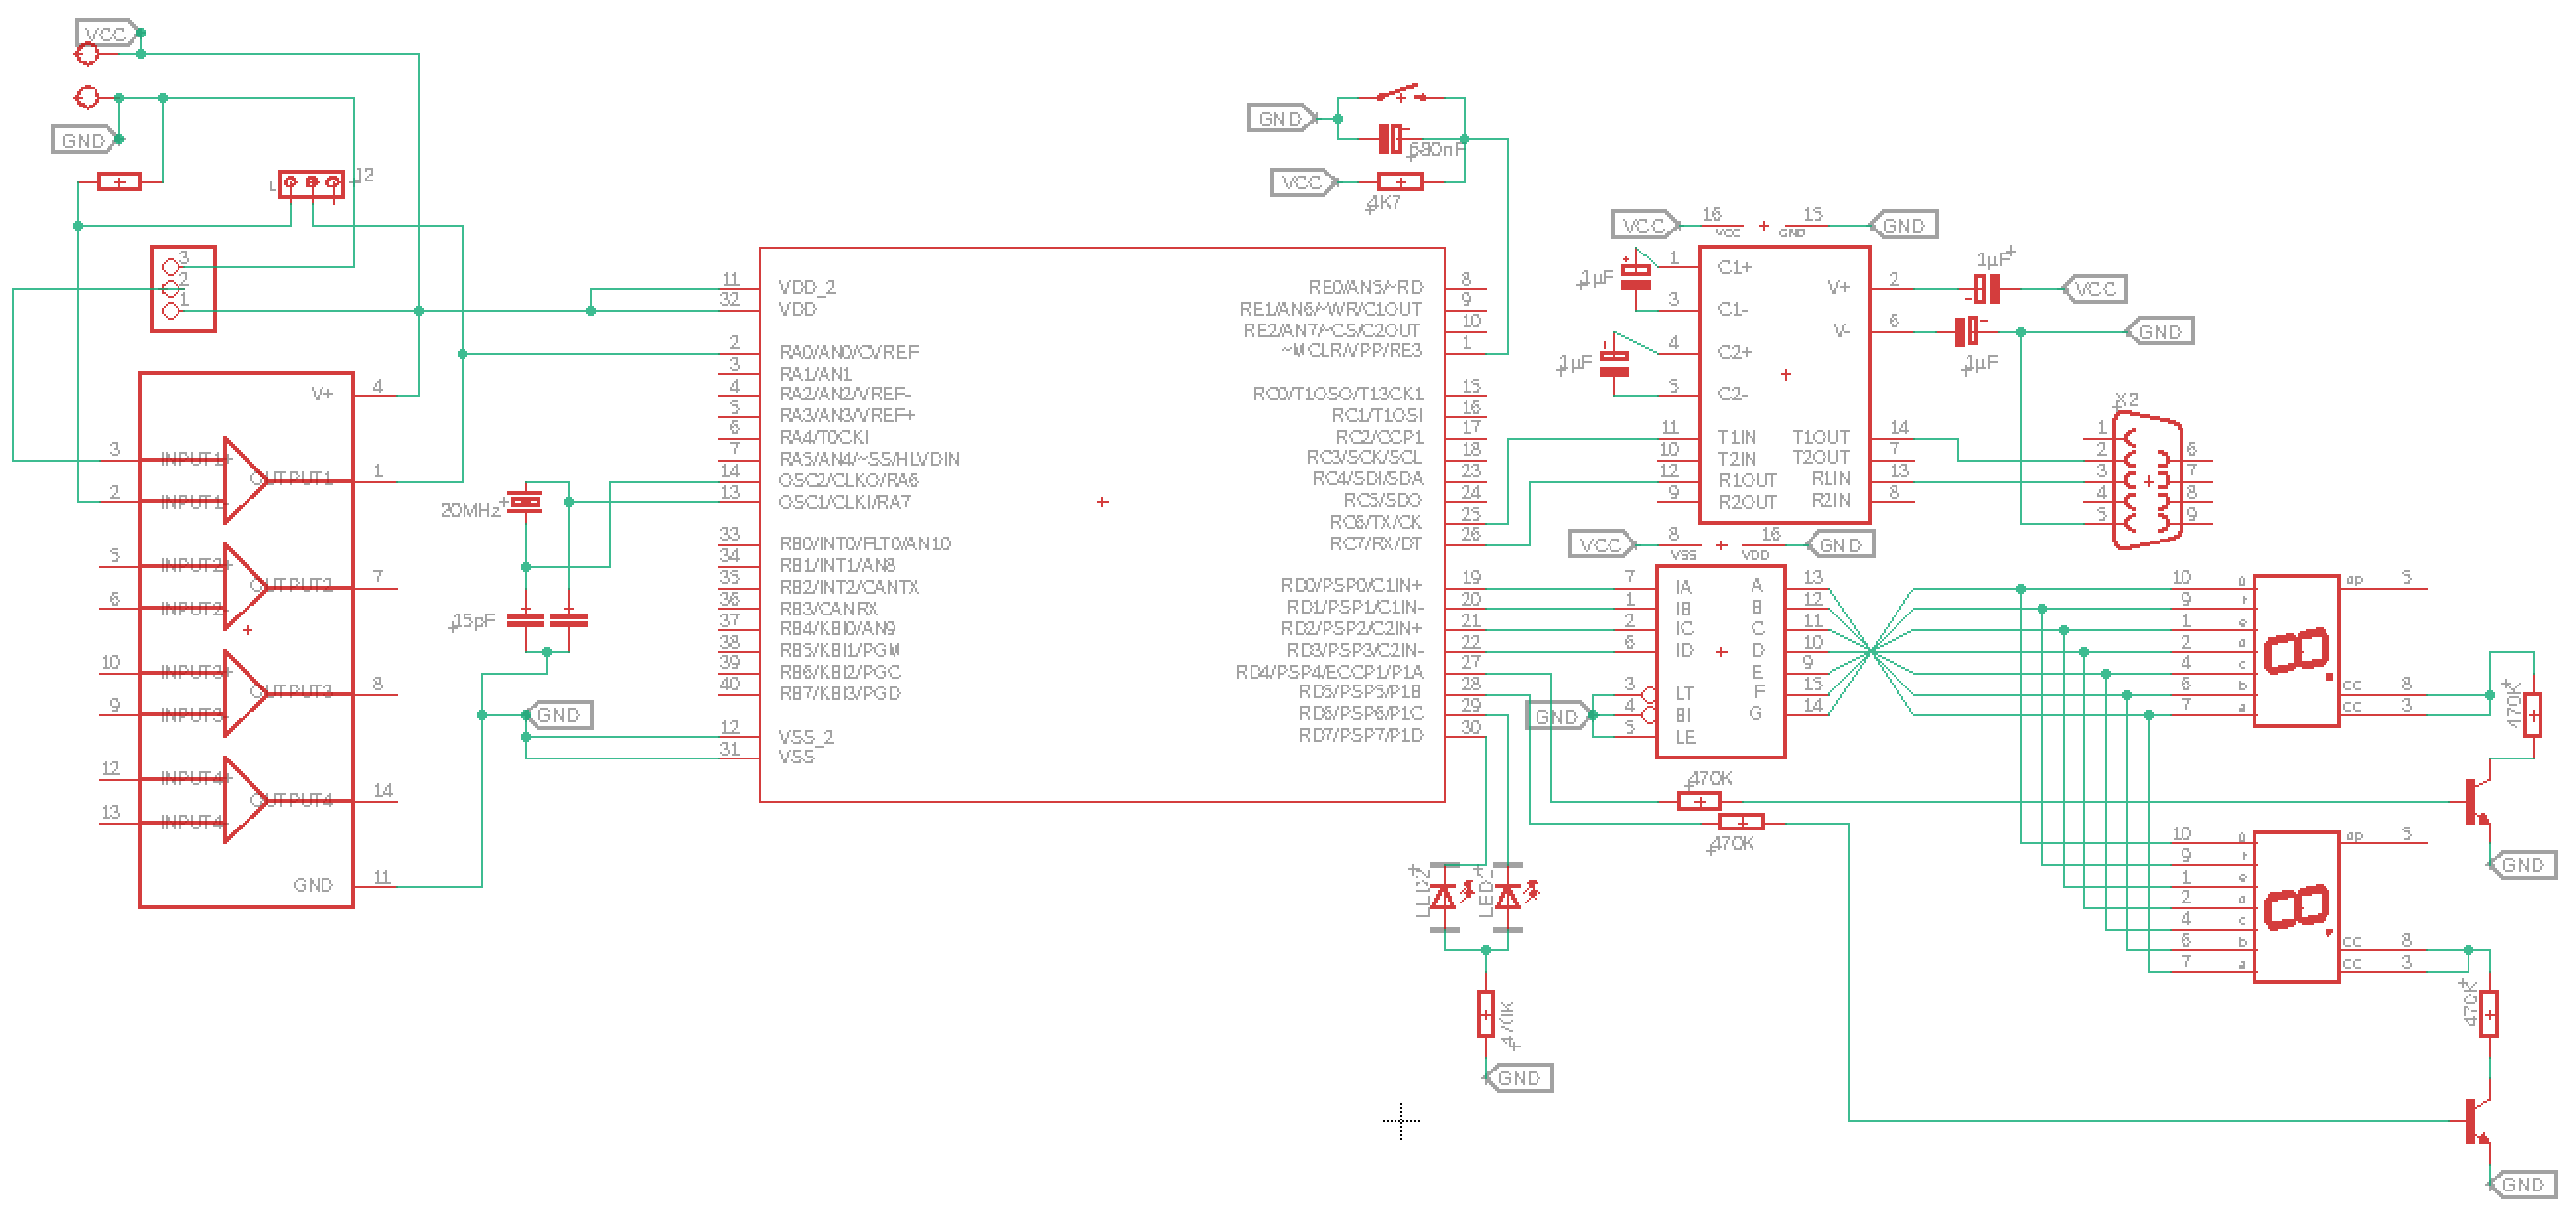 VCC
GND
J2
3
2
1
V+ 4
3 INPUT1+
OUTPUT1 1
2 INPUT1-
5 INPUT2+
OUTPUT2 7
6 INPUT2-
10 INPUT3+
OUTPUT3 8
9 INPUT3-
12 INPUT4+
OUTPUT4 14
13 INPUT4-
GND 11
20MHz
15pF
GND
11 VDD_2
32 VDD
2 RA0/AN0/CVREF
3 RA1/AN1
4 RA2/AN2/VREF-
5 RA3/AN3/VREF+
6 RA4/T0CKI
7 RA5/AN4/~SS/HLVDIN
14 OSC2/CLKO/RA6
13 OSC1/CLKI/RA7
33 RB0/INT0/FLT0/AN10
34 RB1/INT1/AN8
35 RB2/INT2/CANTX
36 RB3/CANRX
37 RB4/KBI0/AN9
38 RB5/KBI1/PGM
39 RB6/KBI2/PGC
40 RB7/KBI3/PGD
12 VSS_2
31 VSS
RE0/AN5/~RD 8
RE1/AN6/~WR/C1OUT 9
RE2/AN7/~CS/C2OUT 10
~MCLR/VPP/RE3 1
RC0/T1OSO/T13CK1 15
RC1/T1OSI 16
RC2/CCP1 17
RC3/SCK/SCL 18
RC4/SDI/SDA 23
RC5/SDO 24
RC6/TX/CK 25
RC7/RX/DT 26
RD0/PSP0/C1IN+ 19
RD1/PSP1/C1IN- 20
RD2/PSP2/C2IN+ 21
RD3/PSP3/C2IN- 22
RD4/PSP4/ECCP1/P1A 27
RD5/PSP5/P1B 28
RD6/PSP6/P1C 29
RD7/PSP7/P1D 30
GND
680nF
VCC
4K7
VCC 16 VCC
15 GND GND
1µF
1 C1+
3 C1-
1µF
4 C2+
5 C2-
11 T1IN
10 T2IN
12 R1OUT
9 R2OUT
V+ 2
1µF
VCC
V- 6
1µF
GND
T1OUT 14
T2OUT 7
R1IN 13
R2IN 8
X2
1
2
3
4
5
6
7
8
9
VCC 8 VSS
16 VDD GND
7 IA
1 IB
2 IC
6 ID
3 LT
GND 4 BI
5 LE
A 13
B 12
C 11
D 10
E 9
F 15
G 14
470K
470K
LED2
LED1
470K
GND
10 g
9 f
1 e
2 d
4 c
6 b
7 a
dp 5
CC 8
CC 3
470K
GND
10 g
9 f
1 e
2 d
4 c
6 b
7 a
dp 5
CC 8
CC 3
470K
GND